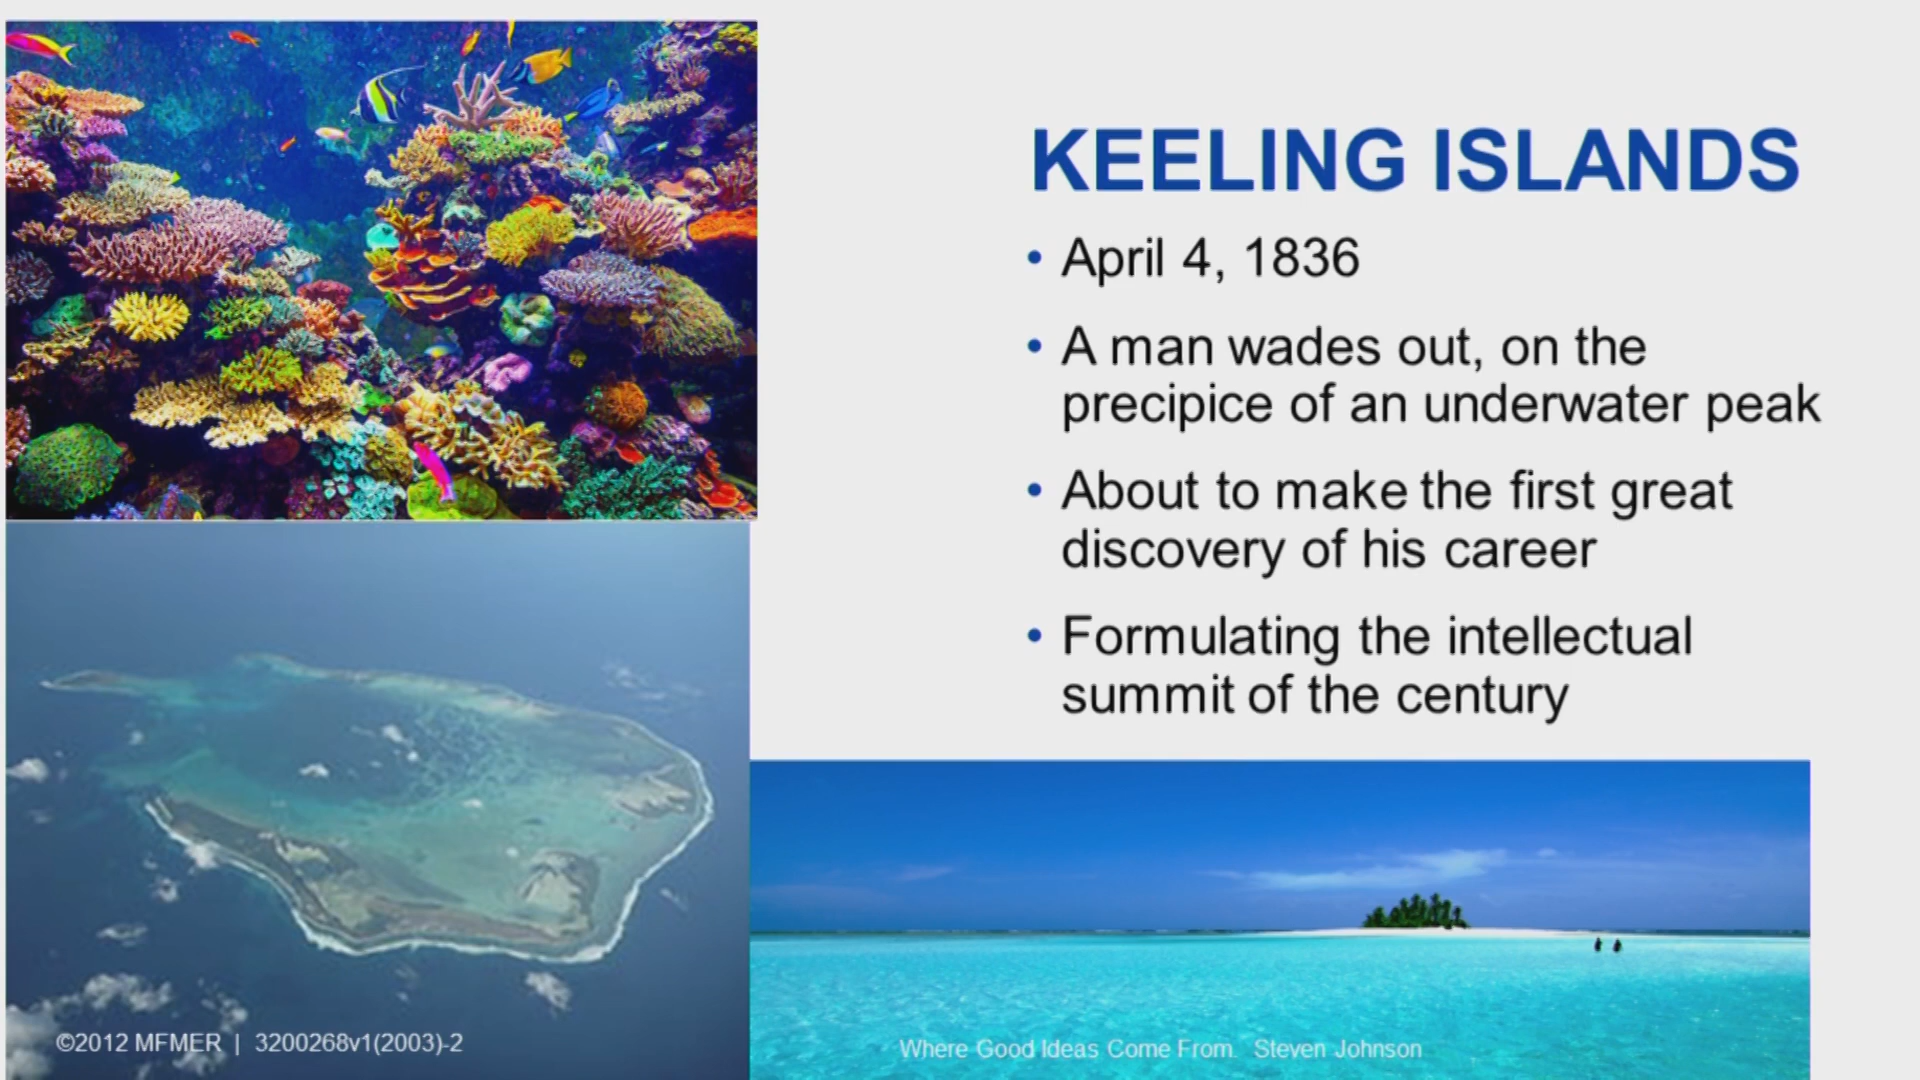 KEELING ISLANDS
• April 4, 1836
• A man wades out, on the
precipice of an underwater peak
• About to make the first great
discovery of his career
• Formulating the intellectual
summit of the century
©2012 MFMER | 3200268v1(2003)-2
Where Good Ideas Come From. Steven Johnson